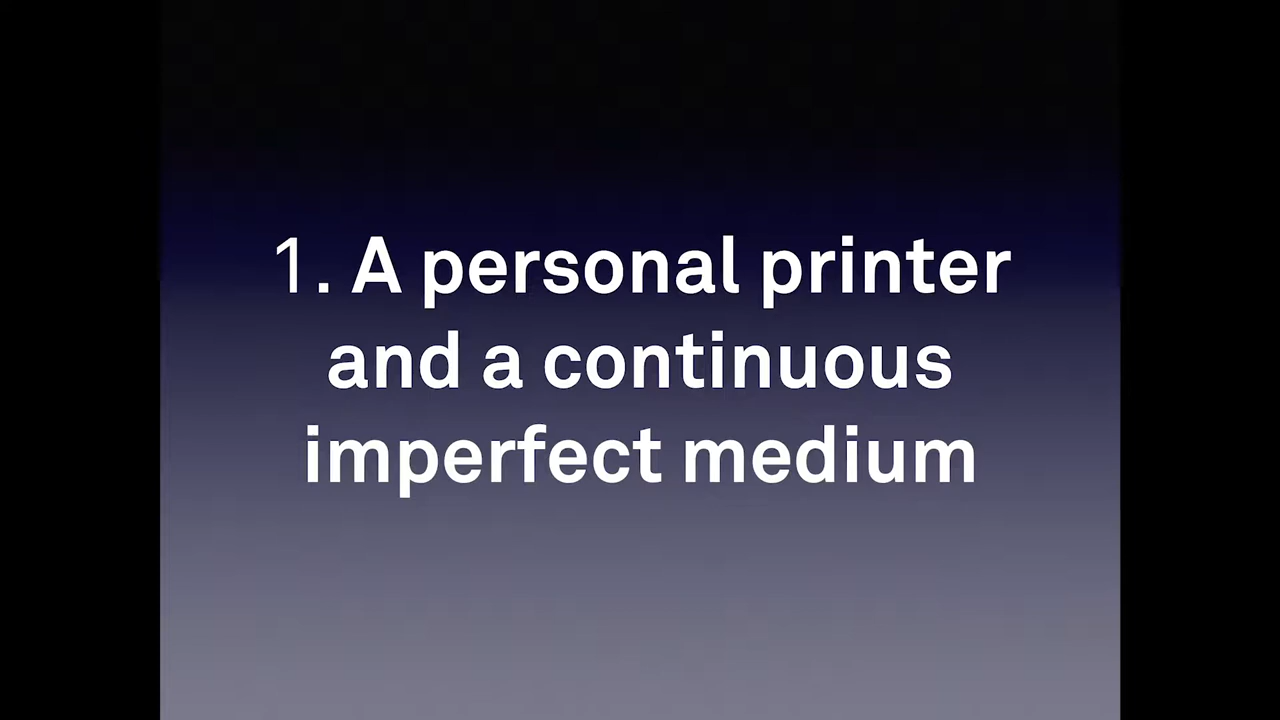 1. A personal printer
and a continuous
imperfect medium